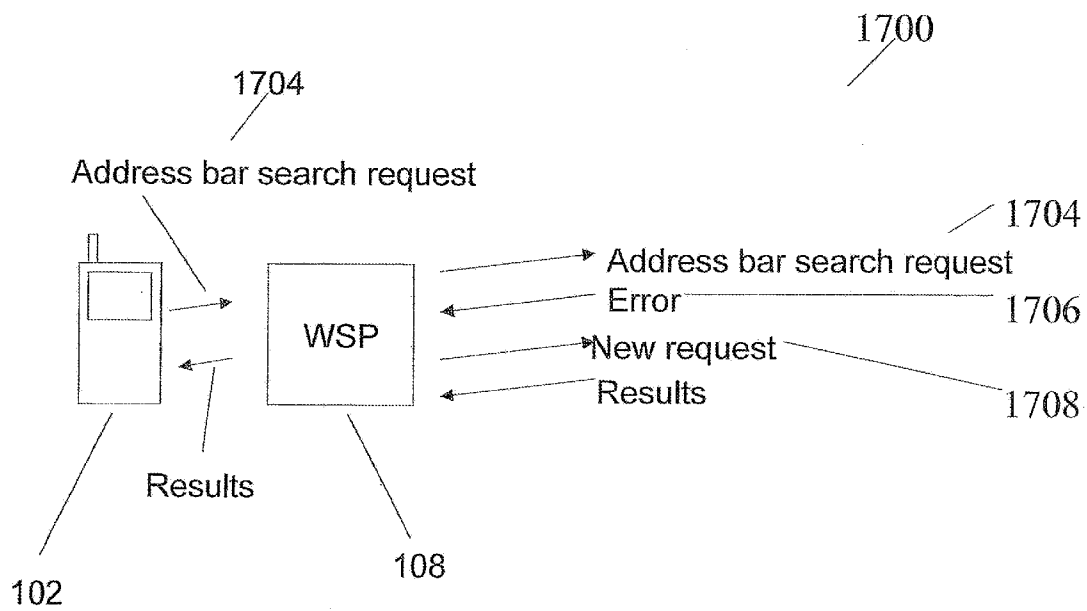 1700
1704
Address bar search request
1704
Address bar search request
Error
1706
WSP
New request
Results
1708
Results
108
102